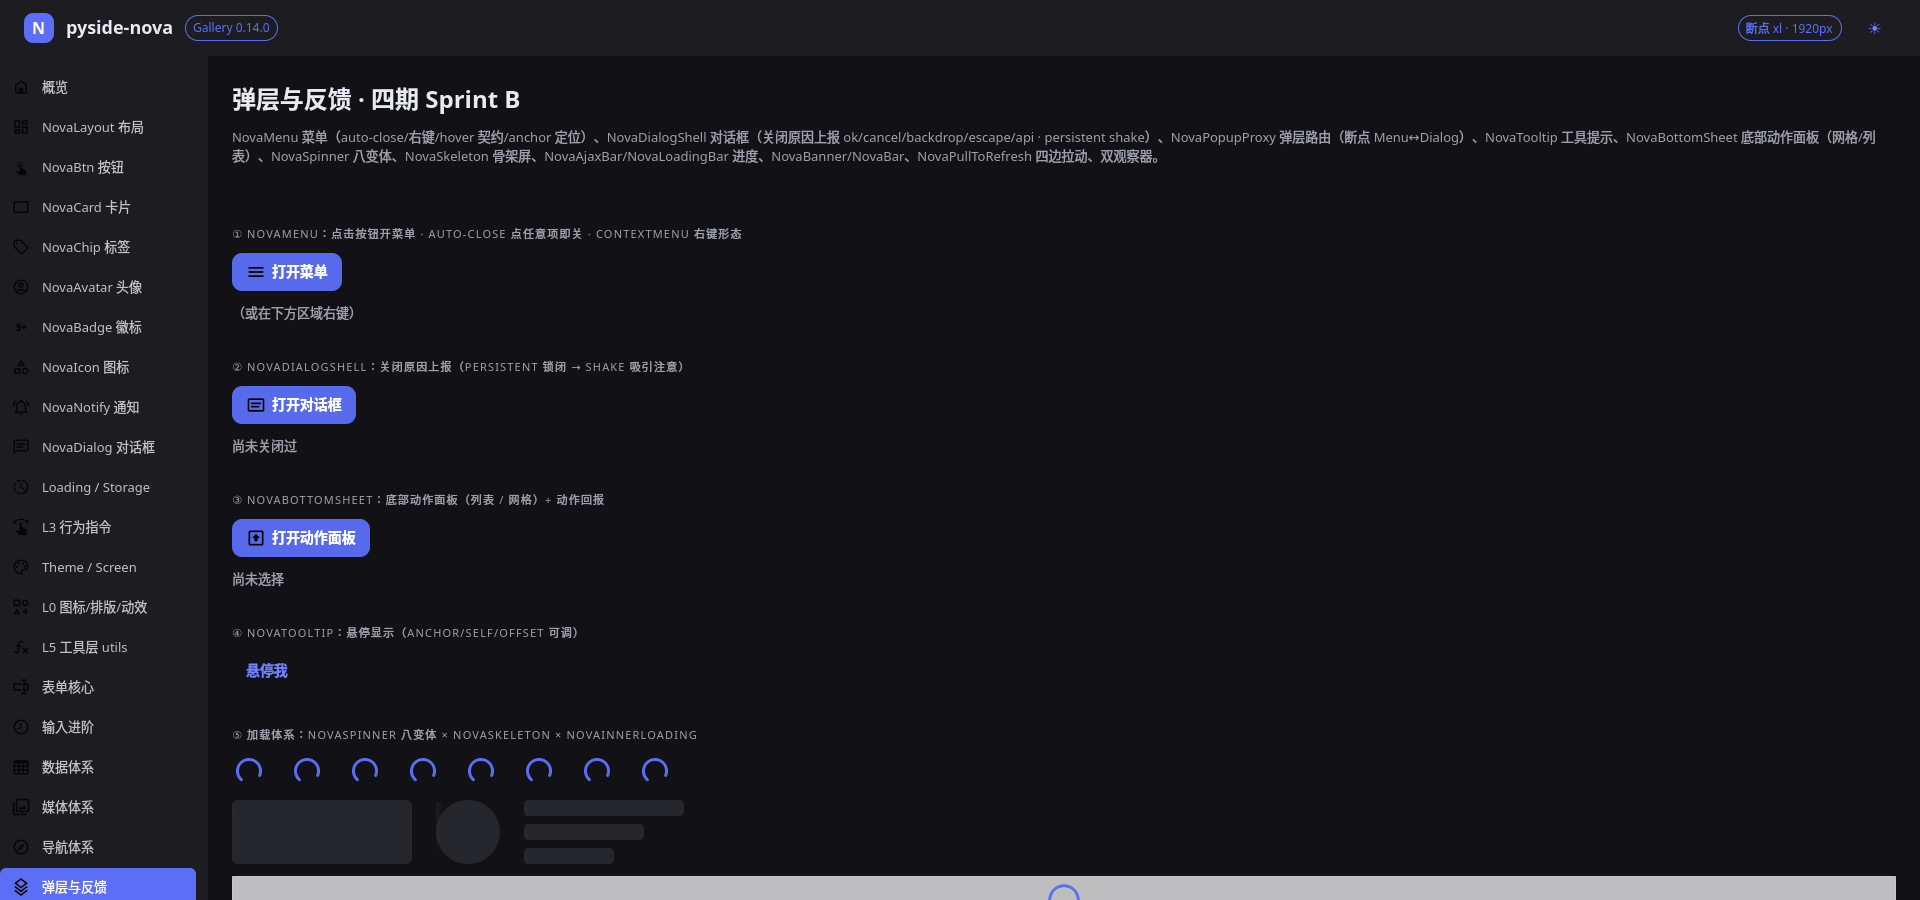 N pyside-nova Gallery 0.14.0
断点 xl · 1920px
概览
NovaLayout 布局
NovaBtn 按钮
NovaCard 卡片
NovaChip 标签
NovaAvatar 头像
9+ NovaBadge 徽标
NovaIcon 图标
NovaNotify 通知
NovaDialog 对话框
Loading / Storage
L3 行为指令
Theme / Screen
L0 图标/排版/动效
L5 工具层 utils
表单核心
输入进阶
数据体系
媒体体系
导航体系
弹层与反馈
弹层与反馈 · 四期 Sprint B
NovaMenu 菜单（auto-close/右键/hover 契约/anchor 定位）、NovaDialogShell 对话框（关闭原因上报 ok/cancel/backdrop/escape/api · persistent shake）、NovaPopupProxy 弹层路由（断点 Menu↔Dialog）、NovaTooltip 工具提示、NovaBottomSheet 底部动作面板（网格/列
表）、NovaSpinner 八变体、NovaSkeleton 骨架屏、NovaAjaxBar/NovaLoadingBar 进度、NovaBanner/NovaBar、NovaPullToRefresh 四边拉动、双观察器。
① NOVAMENU：点击按钮开菜单 · AUTO-CLOSE 点任意项即关 · CONTEXTMENU 右键形态
打开菜单
（或在下方区域右键）
② NOVADIALOGSHELL：关闭原因上报（PERSISTENT 锁闭 → SHAKE 吸引注意）
打开对话框
尚未关闭过
③ NOVABOTTOMSHEET：底部动作面板（列表 / 网格）+ 动作回报
打开动作面板
尚未选择
④ NOVATOOLTIP：悬停显示（ANCHOR/SELF/OFFSET 可调）
悬停我
⑤ 加载体系：NOVASPINNER 八变体 × NOVASKELETON × NOVAINNERLOADING